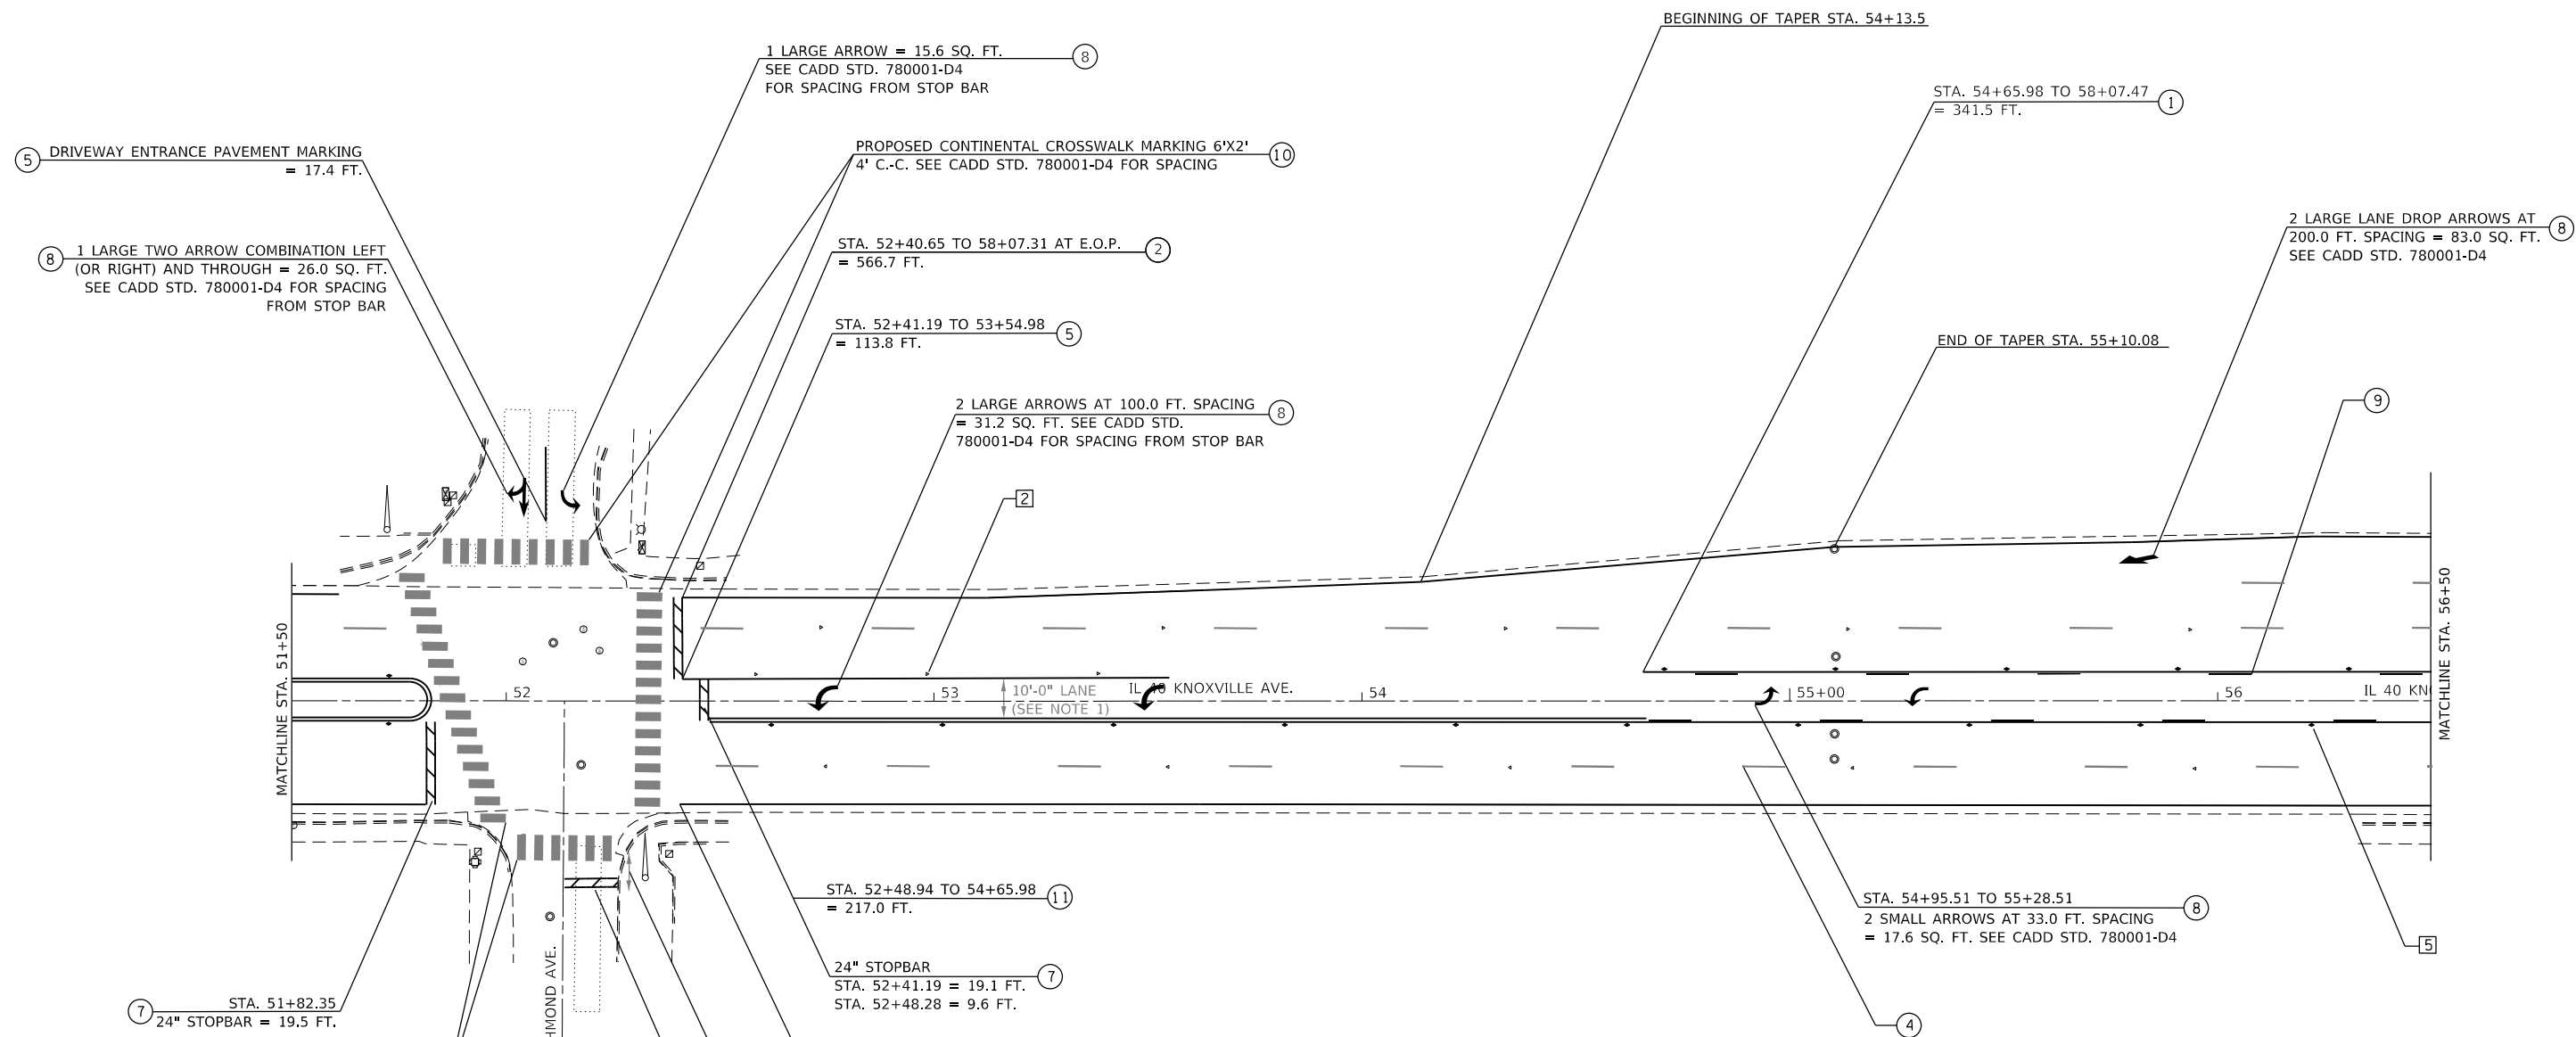 BEGINNING OF TAPER STA. 54+13.5
1 LARGE ARROW = 15.6 SQ. FT.
SEE CADD STD. 780001-D4
FOR SPACING FROM STOP BAR
8
STA. 54+65.98 TO 58+07.47
= 341.5 FT.
1
5
DRIVEWAY ENTRANCE PAVEMENT MARKING
= 17.4 FT.
PROPOSED CONTINENTAL CROSSWALK MARKING 6'X2'
4' C.-C. SEE CADD STD. 780001-D4 FOR SPACING
10
2 LARGE LANE DROP ARROWS AT
200.0 FT. SPACING = 83.0 SQ. FT.
SEE CADD STD. 780001-D4
8
8
1 LARGE TWO ARROW COMBINATION LEFT
(OR RIGHT) AND THROUGH = 26.0 SQ. FT.
SEE CADD STD. 780001-D4 FOR SPACING
FROM STOP BAR
STA. 52+40.65 TO 58+07.31 AT E.O.P.
= 566.7 FT.
2
STA. 52+41.19 TO 53+54.98
= 113.8 FT.
5
END OF TAPER STA. 55+10.08
2 LARGE ARROWS AT 100.0 FT. SPACING
= 31.2 SQ. FT. SEE CADD STD.
780001-D4 FOR SPACING FROM STOP BAR
8
9
2
MATCHLINE STA. 51+50
MATCHLINE STA. 56+50
52
53
10'-0" LANE
(SEE NOTE 1)
IL 40 KNOXVILLE AVE.
54
55+00
56
IL 40 KN
STA. 52+48.94 TO 54+65.98
= 217.0 FT.
11
STA. 54+95.51 TO 55+28.51
2 SMALL ARROWS AT 33.0 FT. SPACING
= 17.6 SQ. FT. SEE CADD STD. 780001-D4
8
5
24" STOPBAR
STA. 52+41.19 = 19.1 FT.
STA. 52+48.28 = 9.6 FT.
7
7
STA. 51+82.35
24" STOPBAR = 19.5 FT.
HMOND AVE.
4